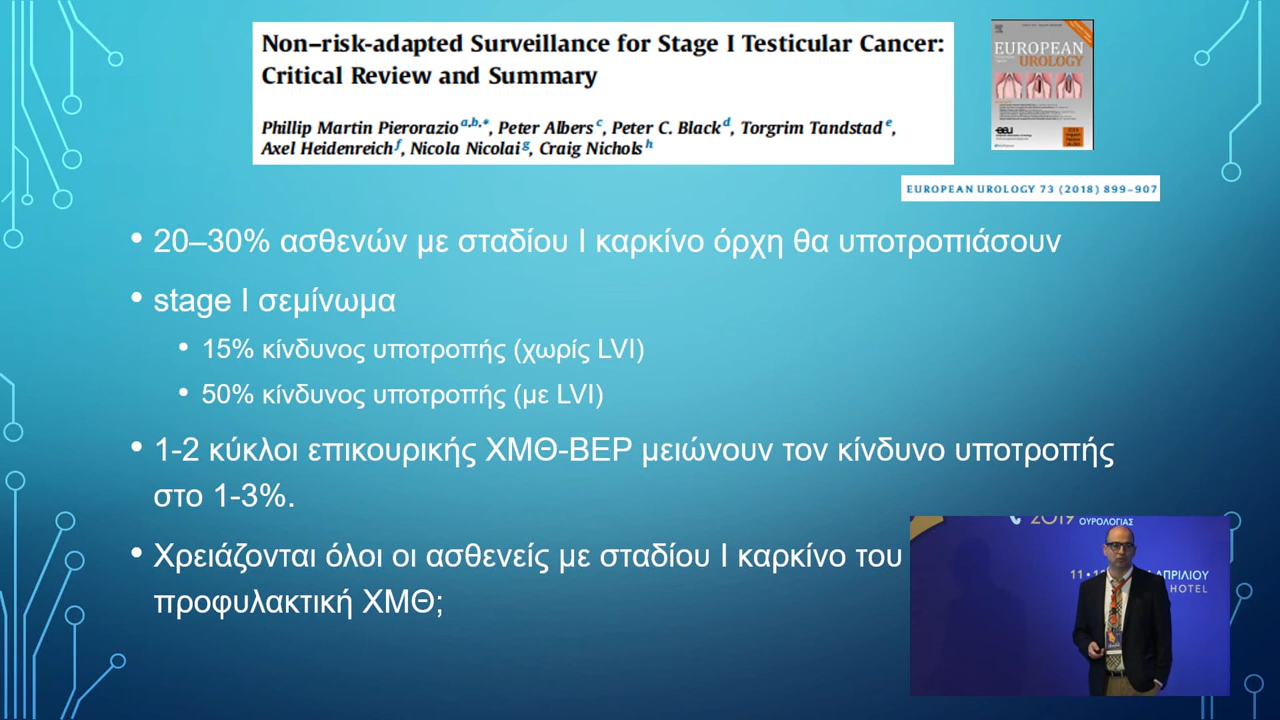 Non–risk-adapted Surveillance for Stage I Testicular Cancer:
Critical Review and Summary
Phillip Martin Pierorazio a,b,*, Peter Albers c, Peter C. Black d, Torgrim Tandstad e,
Axel Heidenreich f, Nicola Nicolai g, Craig Nichols h
EUROPEAN
UROLOGY
EUROPEAN UROLOGY 73 (2018) 899–907
• 20–30% ασθενών με σταδίου Ι καρκίνο όρχη θα υποτροπιάσουν
• stage I σεμίνωμα
• 15% κίνδυνος υποτροπής (χωρίς LVI)
• 50% κίνδυνος υποτροπής (με LVI)
• 1-2 κύκλοι επικουρικής ΧΜΘ-BEP μειώνουν τον κίνδυνο υποτροπής
στο 1-3%.
• Χρειάζονται όλοι οι ασθενείς με σταδίου Ι καρκίνο του
προφυλακτική ΧΜΘ;
2019 ΟΥΡΟΛΟΓΙΑΣ
11 • ΑΠΡΙΛΙΟΥ
HOTEL